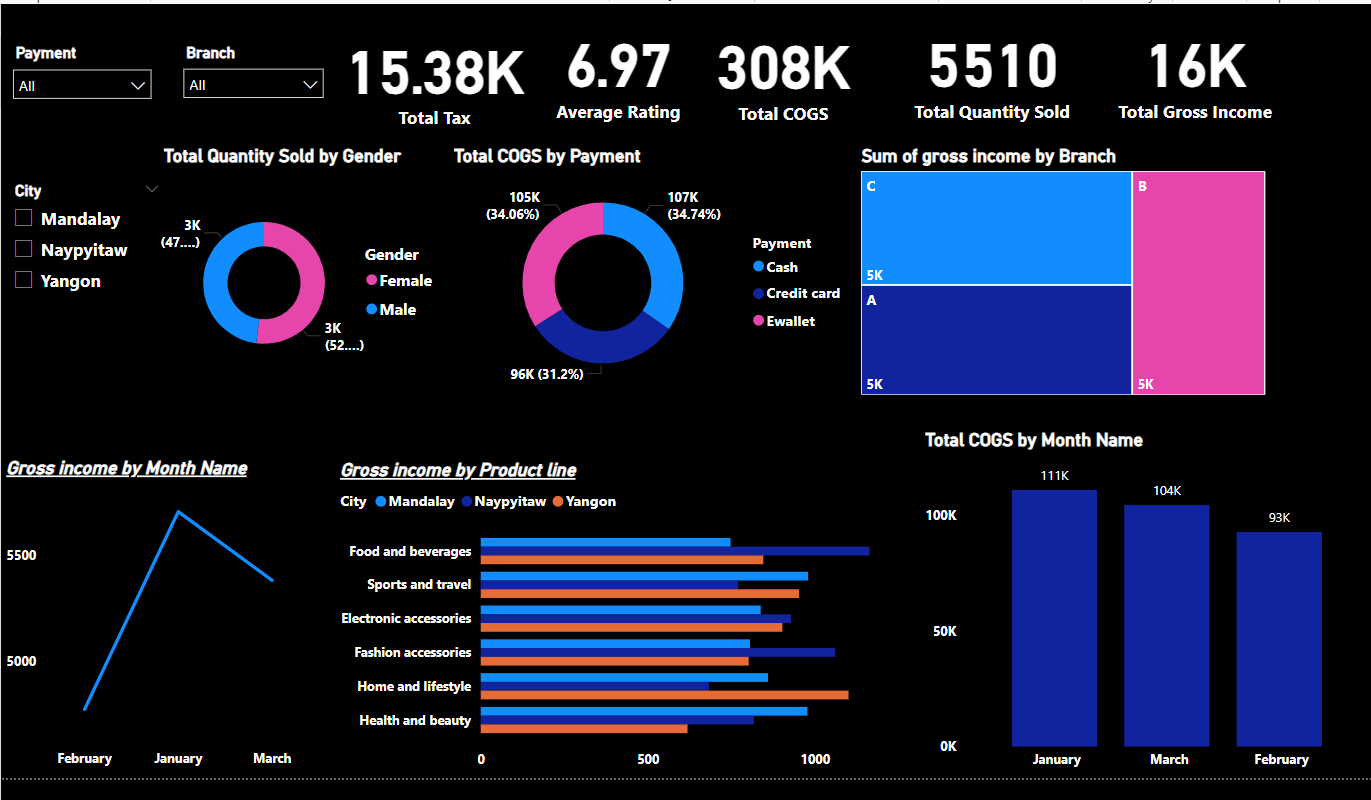 Payment
All
Branch
All
15.38K
Total Tax
6.97
Average Rating
308K
Total COGS
5510
Total Quantity Sold
16K
Total Gross Income
City
Mandalay
Naypyitaw
Yangon
Total Quantity Sold by Gender
3K
(47....)
3K
(52....)
Gender
Female
Male
Total COGS by Payment
105K
(34.06%)
107K
(34.74%)
96K (31.2%)
Payment
Cash
Credit card
Ewallet
Sum of gross income by Branch
C
5K
A
5K
B
5K
Gross income by Month Name
5500
5000
February January March
Gross income by Product line
City Mandalay Naypyitaw Yangon
Food and beverages
Sports and travel
Electronic accessories
Fashion accessories
Home and lifestyle
Health and beauty
0 500 1000
Total COGS by Month Name
111K
104K
93K
100K
50K
0K
January March February